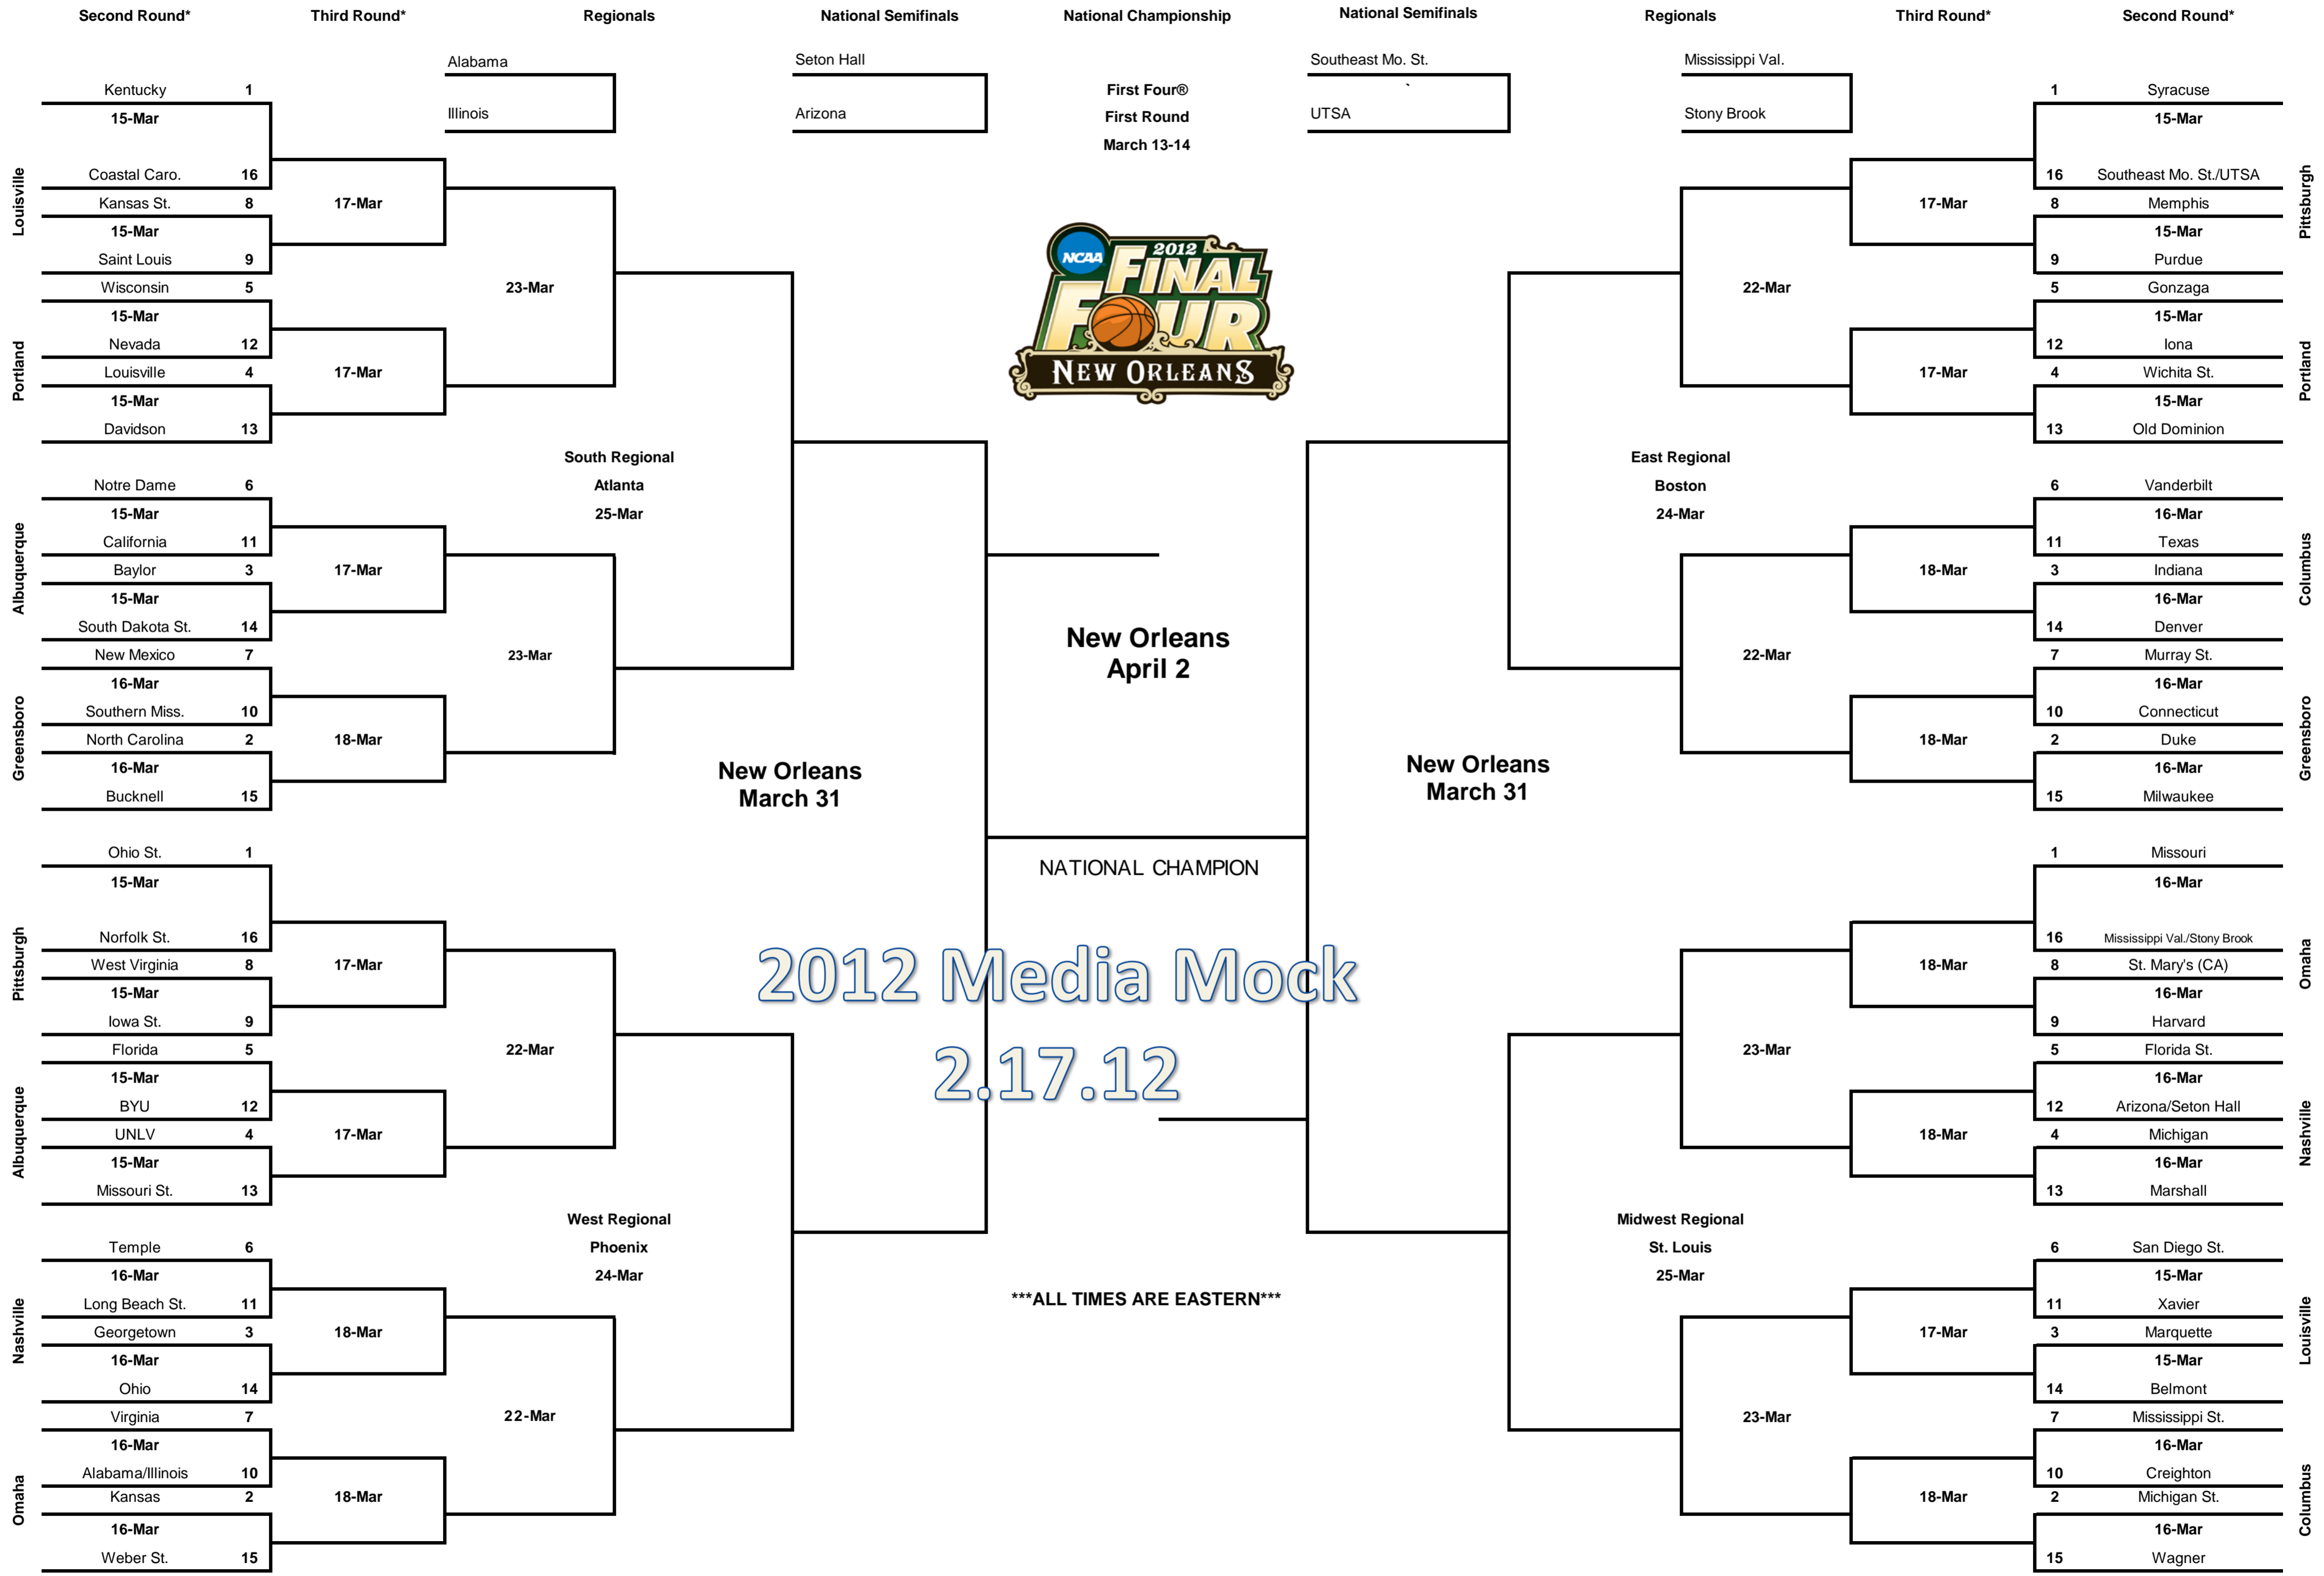 Second Round*
Third Round*
Regionals
National Semifinals
National Championship
National Semifinals
Regionals
Third Round*
Second Round*
Alabama
Illinois
Seton Hall
Arizona
First Four®
First Round
March 13-14
Southeast Mo. St.
`
UTSA
Mississippi Val.
Stony Brook
Louisville
Kentucky 1
15-Mar
Coastal Caro. 16
17-Mar
Kansas St. 8
15-Mar
Saint Louis 9
23-Mar
Portland
Wisconsin 5
15-Mar
Nevada 12
17-Mar
Louisville 4
15-Mar
Davidson 13
South Regional
Atlanta
25-Mar
Albuquerque
Notre Dame 6
15-Mar
California 11
17-Mar
Baylor 3
15-Mar
South Dakota St. 14
23-Mar
Greensboro
New Mexico 7
16-Mar
Southern Miss. 10
18-Mar
North Carolina 2
16-Mar
Bucknell 15
New Orleans
March 31
Pittsburgh
Ohio St. 1
15-Mar
Norfolk St. 16
17-Mar
West Virginia 8
15-Mar
Iowa St. 9
22-Mar
Albuquerque
Florida 5
15-Mar
BYU 12
17-Mar
UNLV 4
15-Mar
Missouri St. 13
West Regional
Phoenix
24-Mar
Nashville
Temple 6
16-Mar
Long Beach St. 11
18-Mar
Georgetown 3
16-Mar
Ohio 14
22-Mar
Omaha
Virginia 7
16-Mar
Alabama/Illinois 10
18-Mar
Kansas 2
16-Mar
Weber St. 15
NCAA
2012
FINAL
FOUR
NEW ORLEANS
New Orleans
April 2
NATIONAL CHAMPION
2012 Media Mock
2.17.12
***ALL TIMES ARE EASTERN***
1 Syracuse
15-Mar
16 Southeast Mo. St./UTSA
17-Mar
8 Memphis
15-Mar
9 Purdue
Pittsburgh
22-Mar
5 Gonzaga
15-Mar
12 Iona
17-Mar
4 Wichita St.
15-Mar
13 Old Dominion
Portland
East Regional
Boston
24-Mar
6 Vanderbilt
16-Mar
11 Texas
18-Mar
3 Indiana
16-Mar
14 Denver
Columbus
22-Mar
7 Murray St.
16-Mar
10 Connecticut
18-Mar
2 Duke
16-Mar
15 Milwaukee
Greensboro
New Orleans
March 31
1 Missouri
16-Mar
16 Mississippi Val./Stony Brook
18-Mar
8 St. Mary's (CA)
16-Mar
9 Harvard
Omaha
23-Mar
5 Florida St.
16-Mar
12 Arizona/Seton Hall
18-Mar
4 Michigan
16-Mar
13 Marshall
Nashville
Midwest Regional
St. Louis
25-Mar
6 San Diego St.
15-Mar
11 Xavier
17-Mar
3 Marquette
15-Mar
14 Belmont
Louisville
23-Mar
7 Mississippi St.
16-Mar
10 Creighton
18-Mar
2 Michigan St.
16-Mar
15 Wagner
Columbus